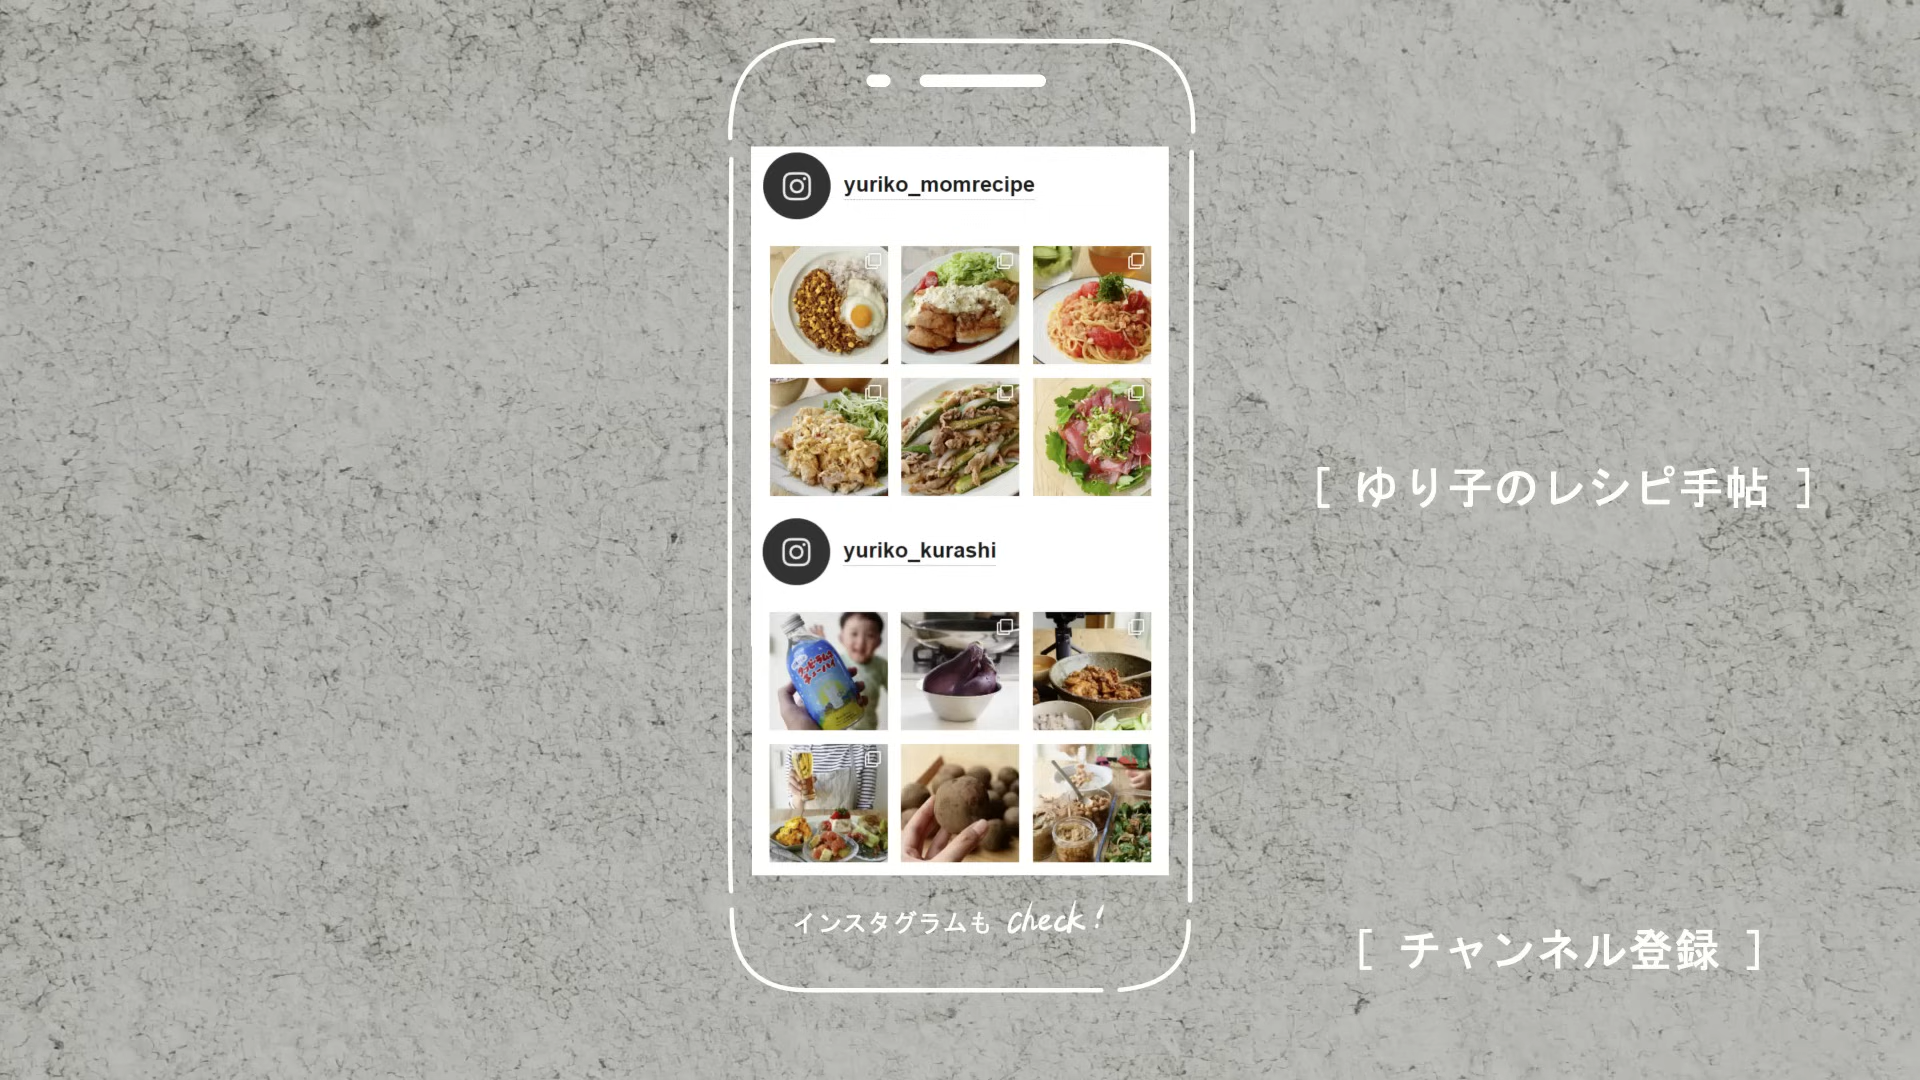 yuriko_momrecipe
yuriko_kurashi
インスタグラムも check!
[ ゆり子のレシピ手帖 ]
[ チャンネル登録 ]